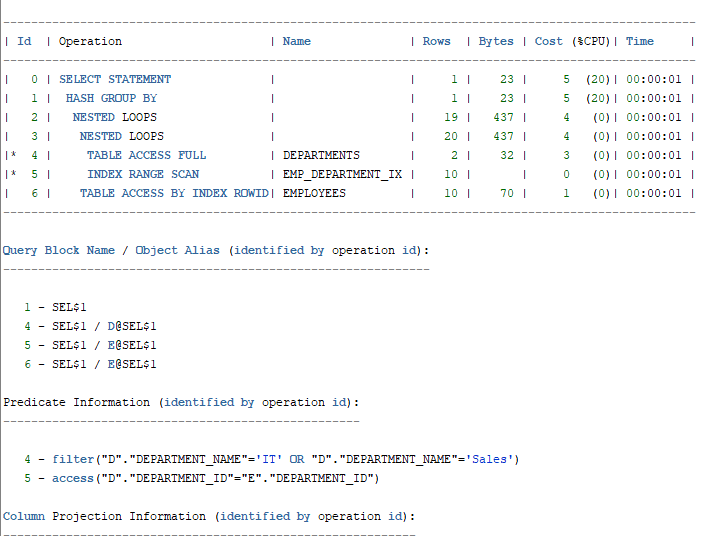 --------------------------------------------------------------------------------------------------
| Id  | Operation                     | Name              | Rows  | Bytes | Cost (%CPU)| Time     |
--------------------------------------------------------------------------------------------------
|   0 | SELECT STATEMENT              |                   |     1 |    23 |     5  (20)| 00:00:01 |
|   1 |  HASH GROUP BY                |                   |     1 |    23 |     5  (20)| 00:00:01 |
|   2 |   NESTED LOOPS                |                   |    19 |   437 |     4   (0)| 00:00:01 |
|   3 |    NESTED LOOPS               |                   |    20 |   437 |     4   (0)| 00:00:01 |
|*  4 |     TABLE ACCESS FULL         | DEPARTMENTS       |     2 |    32 |     3   (0)| 00:00:01 |
|*  5 |     INDEX RANGE SCAN          | EMP_DEPARTMENT_IX |    10 |       |     0   (0)| 00:00:01 |
|   6 |    TABLE ACCESS BY INDEX ROWID| EMPLOYEES         |    10 |    70 |     1   (0)| 00:00:01 |
--------------------------------------------------------------------------------------------------
Query Block Name / Object Alias (identified by operation id):
-------------------------------------------------------------
   1 - SEL$1
   4 - SEL$1 / D@SEL$1
   5 - SEL$1 / E@SEL$1
   6 - SEL$1 / E@SEL$1
Predicate Information (identified by operation id):
---------------------------------------------------
   4 - filter("D"."DEPARTMENT_NAME"='IT' OR "D"."DEPARTMENT_NAME"='Sales')
   5 - access("D"."DEPARTMENT_ID"="E"."DEPARTMENT_ID")
Column Projection Information (identified by operation id):
-----------------------------------------------------------